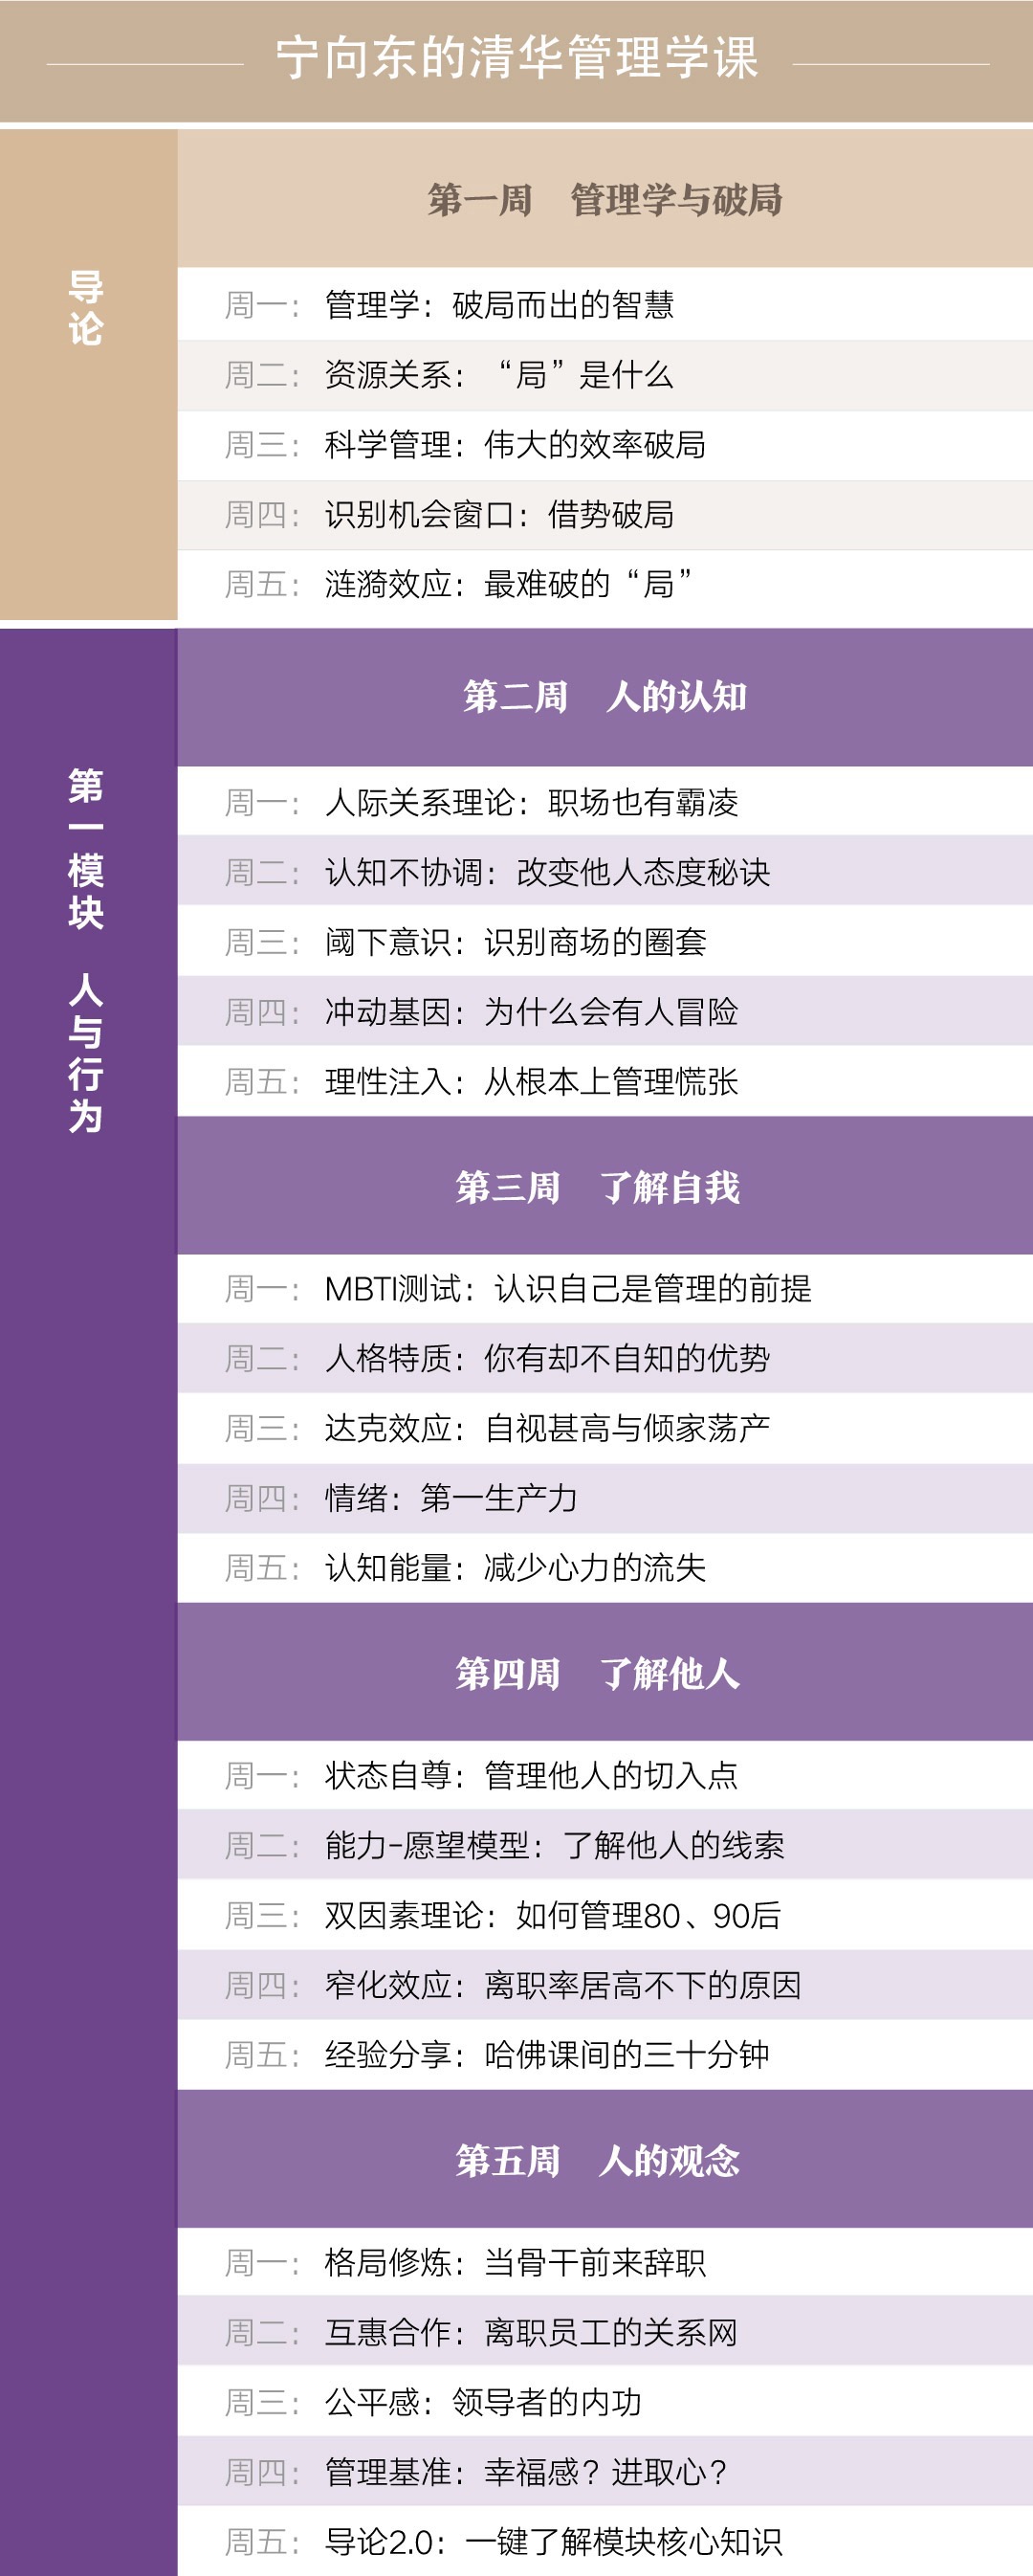 宁向东的清华管理学课
导论
第一周 管理学与破局
周一：管理学：破局而出的智慧
周二：资源关系：“局”是什么
周三：科学管理：伟大的效率破局
周四：识别机会窗口：借势破局
周五：涟漪效应：最难破的“局”
第一模块 人与行为
第二周 人的认知
周一：人际关系理论：职场也有霸凌
周二：认知不协调：改变他人态度秘诀
周三：阈下意识：识别商场的圈套
周四：冲动基因：为什么会有人冒险
周五：理性注入：从根本上管理慌张
第三周 了解自我
周一：MBTI测试：认识自己是管理的前提
周二：人格特质：你有却不自知的优势
周三：达克效应：自视甚高与倾家荡产
周四：情绪：第一生产力
周五：认知能量：减少心力的流失
第四周 了解他人
周一：状态自尊：管理他人的切入点
周二：能力-愿望模型：了解他人的线索
周三：双因素理论：如何管理80、90后
周四：窄化效应：离职率居高不下的原因
周五：经验分享：哈佛课间的三十分钟
第五周 人的观念
周一：格局修炼：当骨干前来辞职
周二：互惠合作：离职员工的关系网
周三：公平感：领导者的内功
周四：管理基准：幸福感？进取心？
周五：导论2.0：一键了解模块核心知识